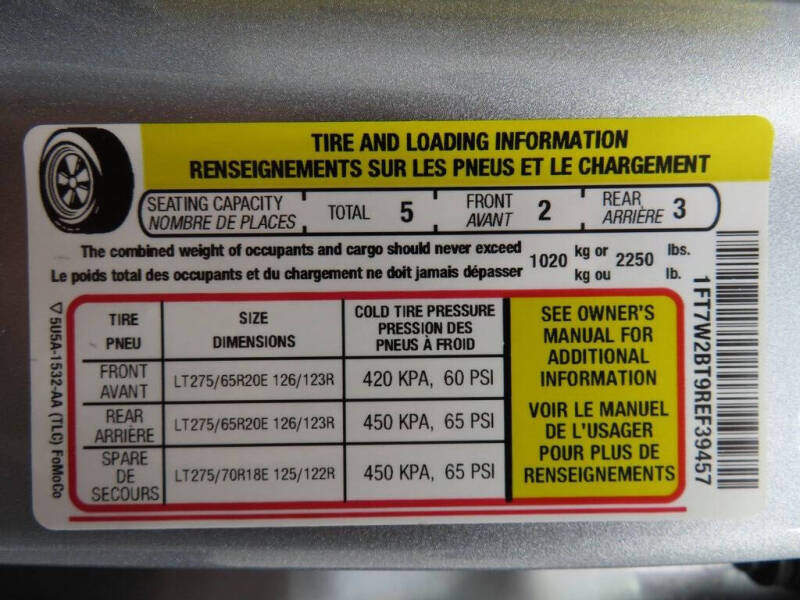 TIRE AND LOADING INFORMATION
RENSEIGNEMENTS SUR LES PNEUS ET LE CHARGEMENT
SEATING CAPACITY
NOMBRE DE PLACES
TOTAL 5
FRONT
AVANT 2
REAR
ARRIÈRE 3
The combined weight of occupants and cargo should never exceed 1020 kg or 2250 lbs.
Le poids total des occupants et du chargement ne doit jamais dépasser kg ou lb.
TIRE
PNEU
SIZE
DIMENSIONS
COLD TIRE PRESSURE
PRESSION DES
PNEUS À FROID
FRONT
AVANT
LT275/65R20E 126/123R
420 KPA, 60 PSI
REAR
ARRIÈRE
LT275/65R20E 126/123R
450 KPA, 65 PSI
SPARE
DE
SECOURS
LT275/70R18E 125/122R
450 KPA, 65 PSI
SEE OWNER'S
MANUAL FOR
ADDITIONAL
INFORMATION
VOIR LE MANUEL
DE L'USAGER
POUR PLUS DE
RENSEIGNEMENTS
5U5A-1532-AA (TLC) FoMoCo
1FT7W2BT9REF39457